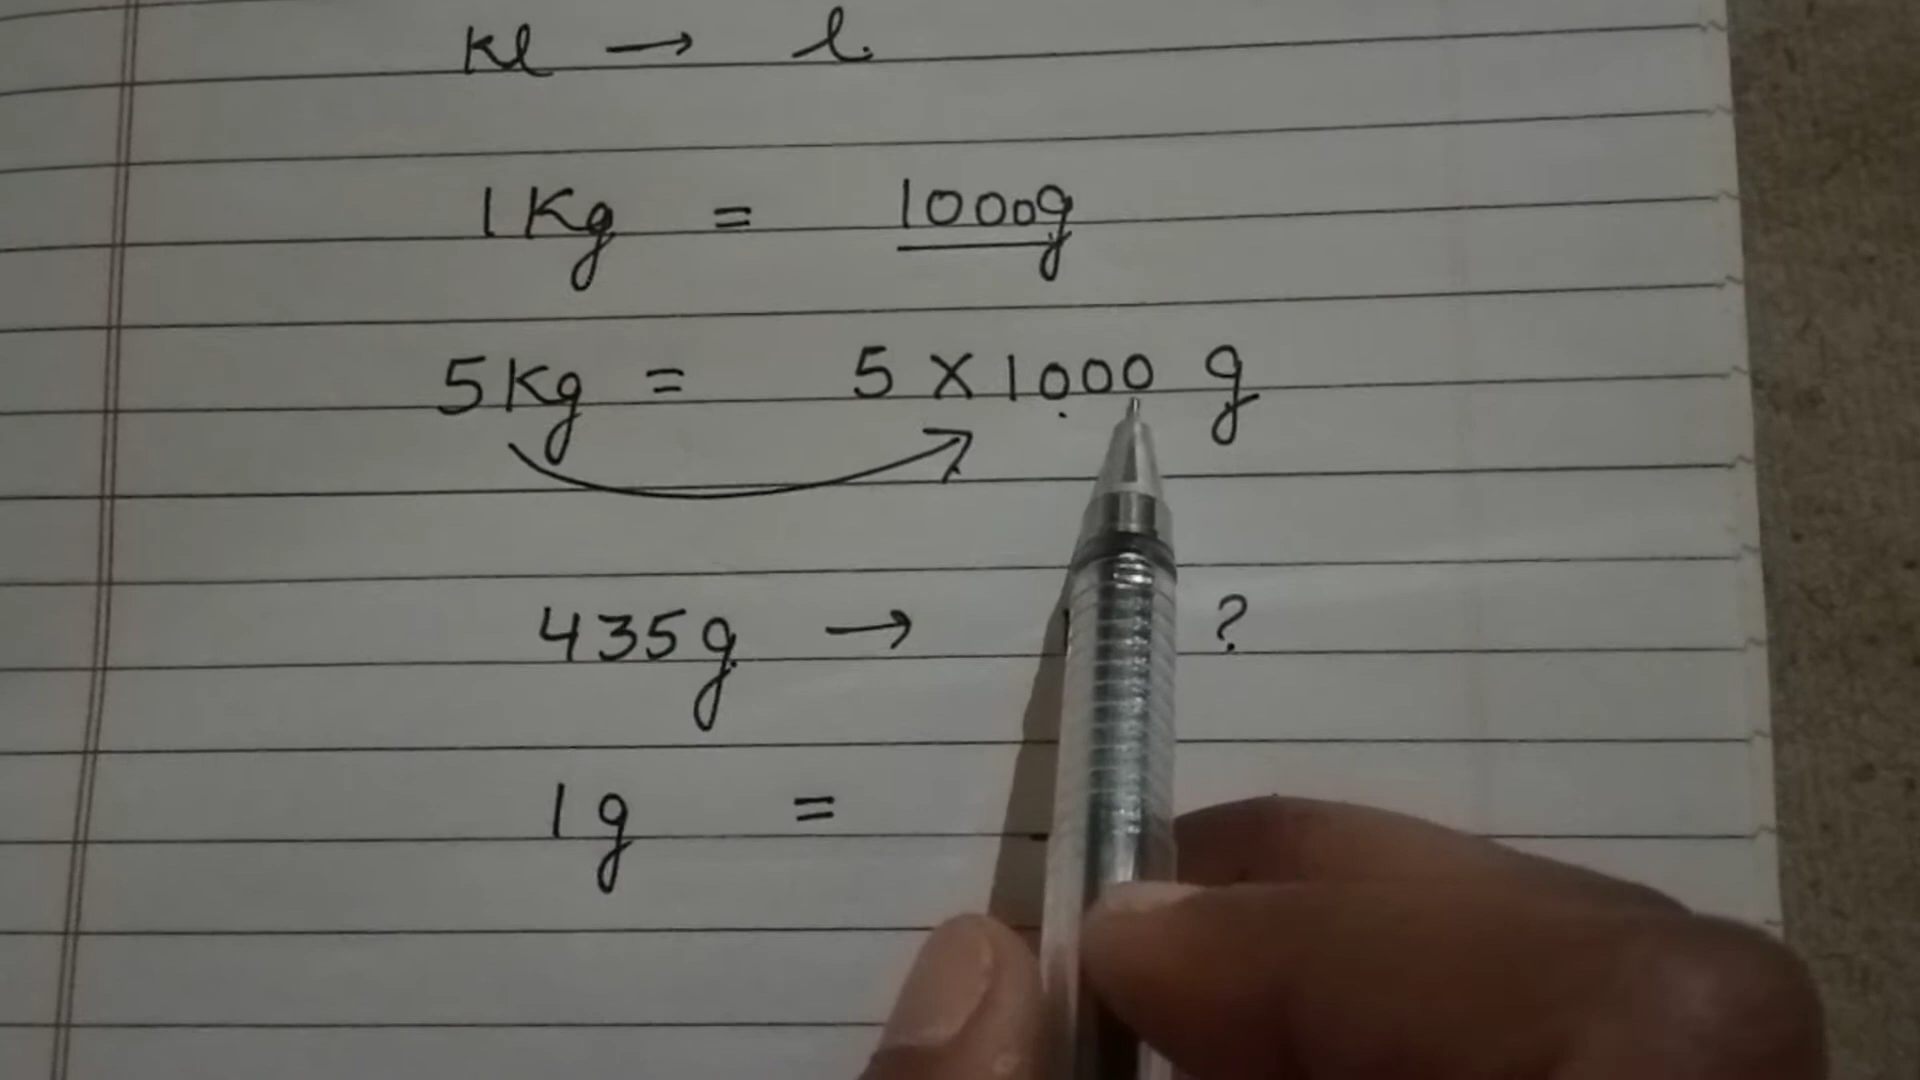 Kl → l.
1Kg = 1000g
5Kg = 5 X 1000 g
435g → ?
1g =